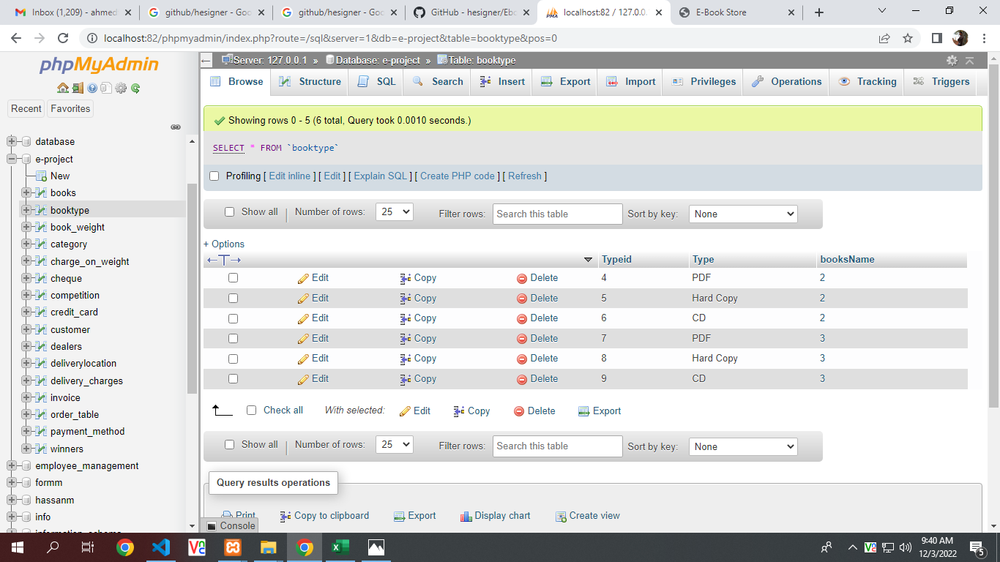 Inbox (1,209) - ahmed
github/hesigner - Goo
github/hesigner - Goo
GitHub - hesigner/Ebo
localhost:82 / 127.0.0.
E-Book Store
localhost:82/phpmyadmin/index.php?route=/sql&server=1&db=e-project&table=booktype&pos=0
phpMyAdmin
Recent
Favorites
database
e-project
New
books
booktype
book_weight
category
charge_on_weight
cheque
competition
credit_card
customer
dealers
deliverylocation
delivery_charges
invoice
order_table
payment_method
winners
employee_management
formm
hassanm
info
information_schema
Server: 127.0.0.1 » Database: e-project » Table: booktype
Browse Structure SQL Search Insert Export Import Privileges Operations Tracking Triggers
Showing rows 0 - 5 (6 total, Query took 0.0010 seconds.)
SELECT * FROM `booktype`
Profiling [ Edit inline ] [ Edit ] [ Explain SQL ] [ Create PHP code ] [ Refresh ]
Show all Number of rows: 25 Filter rows: Search this table Sort by key: None
+ Options
Typeid Type booksName
Edit Copy Delete 4 PDF 2
Edit Copy Delete 5 Hard Copy 2
Edit Copy Delete 6 CD 2
Edit Copy Delete 7 PDF 3
Edit Copy Delete 8 Hard Copy 3
Edit Copy Delete 9 CD 3
Check all With selected: Edit Copy Delete Export
Show all Number of rows: 25 Filter rows: Search this table Sort by key: None
Query results operations
Print Copy to clipboard Export Display chart Create view
Console
9:40 AM
12/3/2022
5